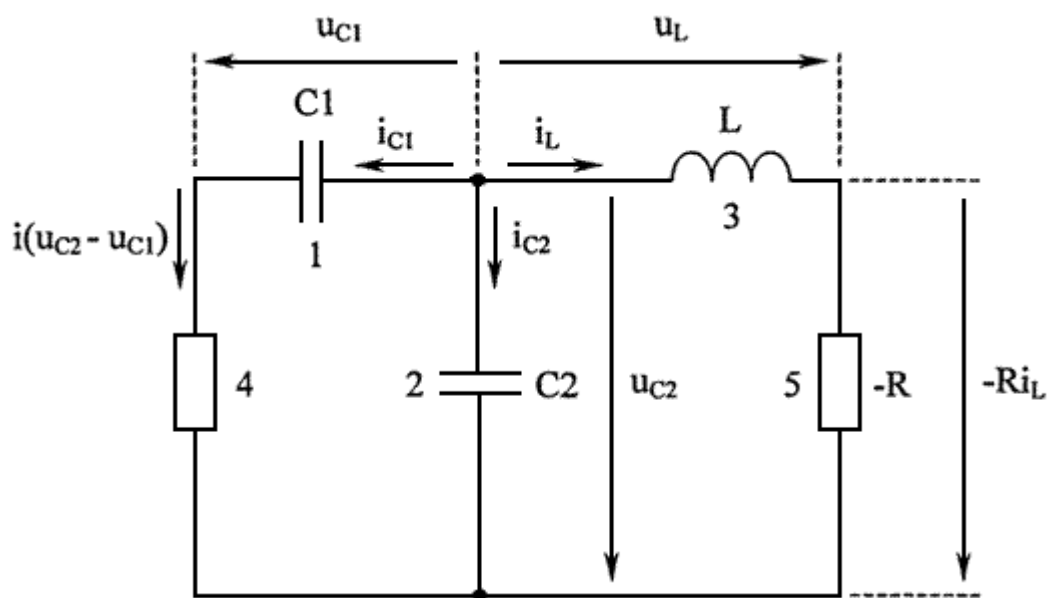 u_C1 u_L
C1
i_C1 i_L L
i(u_C2 - u_C1) 1 i_C2 3
4 2 C2 u_C2 5 -R -Ri_L